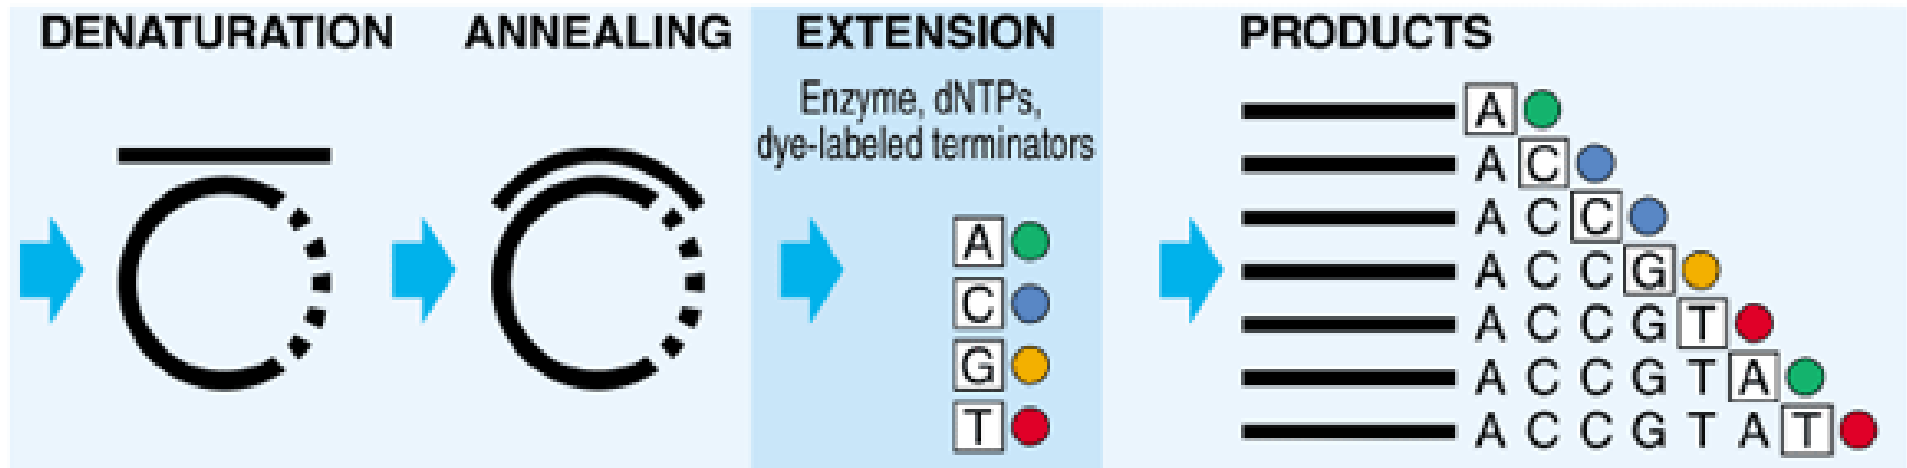 DENATURATION
ANNEALING
EXTENSION
Enzyme, dNTPs,
dye-labeled terminators
A
C
G
T
PRODUCTS
A
A C
A C C
A C C G
A C C G T
A C C G T A
A C C G T A T